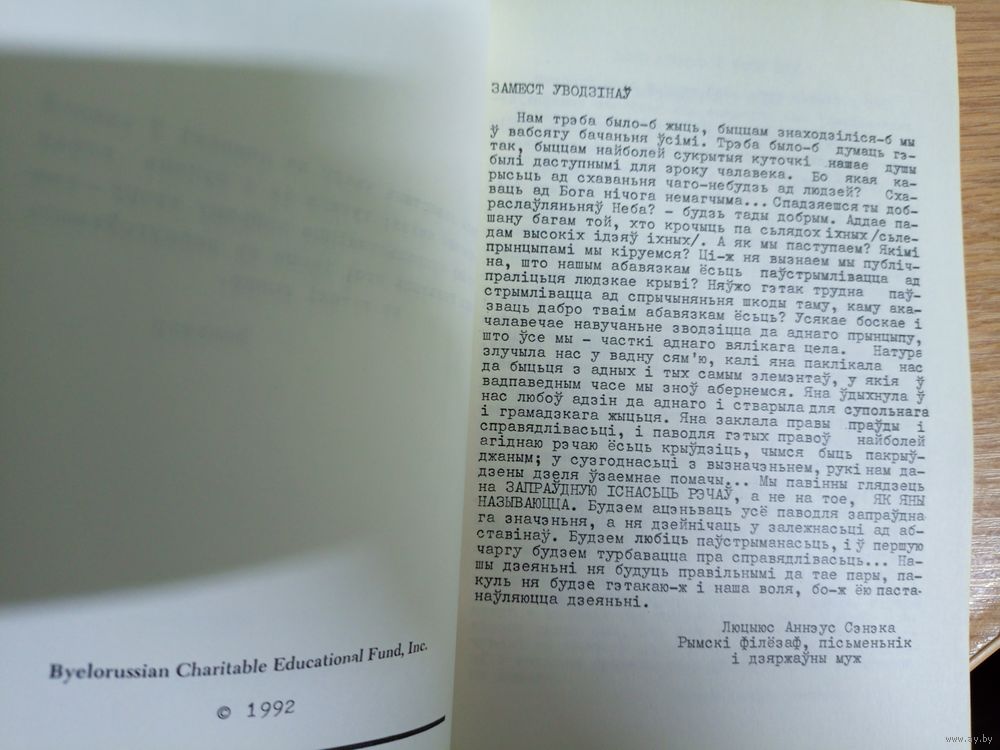 Byelorussian Charitable Educational Fund, Inc.
© 1992
ЗАМЕСТ УВОДЗІНАЎ
Нам трэба было-б жыць, быццам знаходзіліся-б мы
ў вабсягу бачаньня ўсімі. Трэба было-б думаць гэ-
так, быццам найболей сукрытыя куточкі нашае душы
былі даступнымі для зроку чалавека. Бо якая ка-
рысьць ад схаваньня чаго-небудзь ад людзей? Сха-
ваць ад Бога нічога немагчыма... Спадзяешся ты доб-
раслаўляньняў Неба? - будзь тады добрым. Аддае па-
шану багам той, хто крочыць па сьлядох іхных /сьле-
дам высокіх ідэяў іхных/. А як мы паступаем? Якімі
прынцыпамі мы кіруемся? Ці-ж ня вызнаем мы публіч-
на, што нашым абавязкам ёсьць паўстрымлівацца ад
праліцьця людзкае крыві? Няўжо гэтак трудна паў-
стрымлівацца ад спрычыняньня шкоды таму, каму ака-
зваць дабро тваім абавязкам ёсьць? Усякае боскае і
чалавечае навучаньне зводзіцца да аднаго прынцыпу,
што ўсе мы - часткі аднаго вялікага цела. Натура
злучыла нас у вадну сям'ю, калі яна паклікала нас
да быцьця з адных і тых самым элемэнтаў, у якія ў
вадпаведным часе мы зноў абернемся. Яна ўдыхнула ў
нас любоў адзін да аднаго і стварыла для супольнага
і грамадзкага жыцьця. Яна заклала правы праўды і
справядлівасьці, і паводля гэтых правоў найболей
агіднаю рэчаю ёсьць крыўдзіць, чымся быць пакрыў-
джаным; у сузгоднасьці з вызначэньнем, рукі нам да-
дзены дзеля ўзаемнае помачы... Мы павінны глядзець
на ЗАПРАЎДНУЮ ІСНАСЬЦЬ РЭЧАЎ, а не на тое, ЯК ЯНЫ
НАЗЫВАЮЦЦА. Будзем ацэньваць усё паводля запраўдна
га значэньня, а ня дзейнічаць у залежнасьці ад аб-
ставінаў. Будзем любіць паўстрыманасьць, і ў першую
чаргу будзем турбавацца пра справядлівасьць... На-
шы дзеяньні ня будуць правільнымі да тае пары, па-
куль ня будзе гэтакаю-ж і наша воля, бо-ж ёю паста-
наўляюцца дзеяньні.
Люцыюс Аннэус Сэнэка
Рымскі філёзаф, пісьменьнік
і дзяржаўны муж
www.ay.by